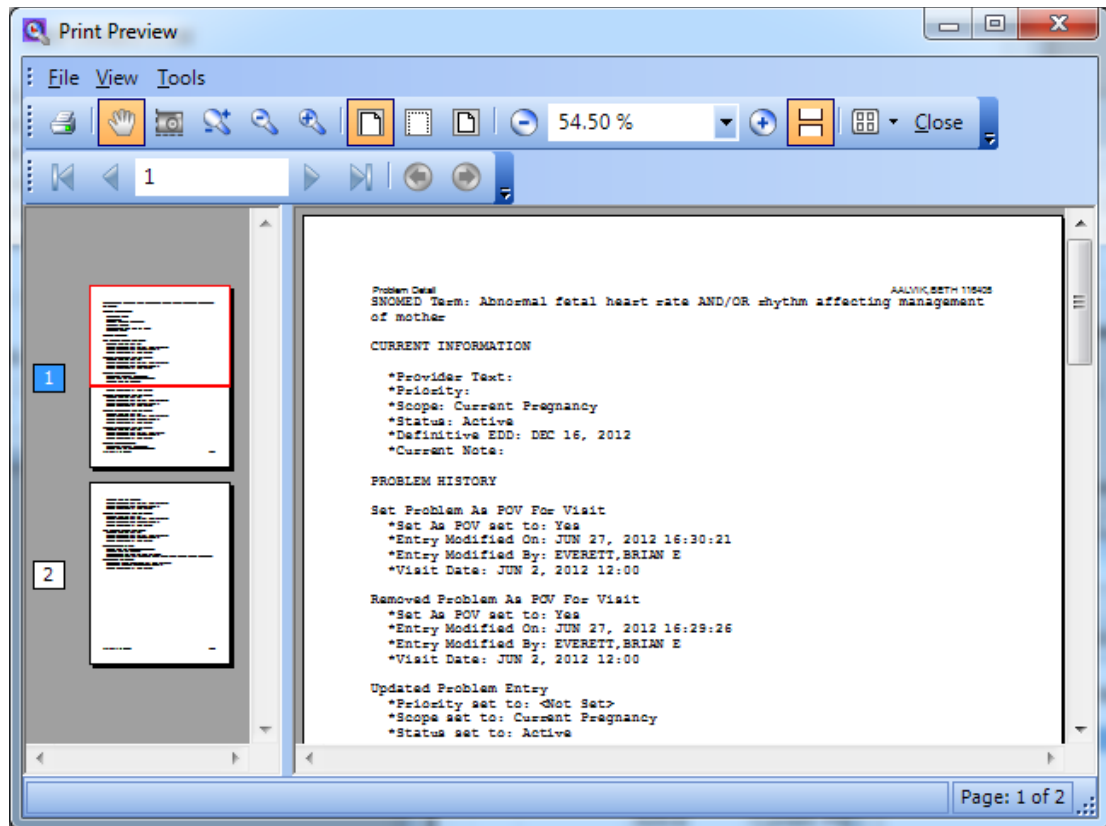 Print Preview
File View Tools
54.50 % Close
1
Problem Detail AALVIK,BETH 116405
SNOMED Term: Abnormal fetal heart rate AND/OR rhythm affecting management
of mother
CURRENT INFORMATION
*Provider Text:
*Priority:
*Scope: Current Pregnancy
*Status: Active
*Definitive EDD: DEC 16, 2012
*Current Note:
PROBLEM HISTORY
Set Problem As POV For Visit
*Set As POV set to: Yes
*Entry Modified On: JUN 27, 2012 16:30:21
*Entry Modified By: EVERETT,BRIAN E
*Visit Date: JUN 2, 2012 12:00
Removed Problem As POV For Visit
*Set As POV set to: Yes
*Entry Modified On: JUN 27, 2012 16:29:26
*Entry Modified By: EVERETT,BRIAN E
*Visit Date: JUN 2, 2012 12:00
Updated Problem Entry
*Priority set to: <Not Set>
*Scope set to: Current Pregnancy
*Status set to: Active
1
2
Page: 1 of 2